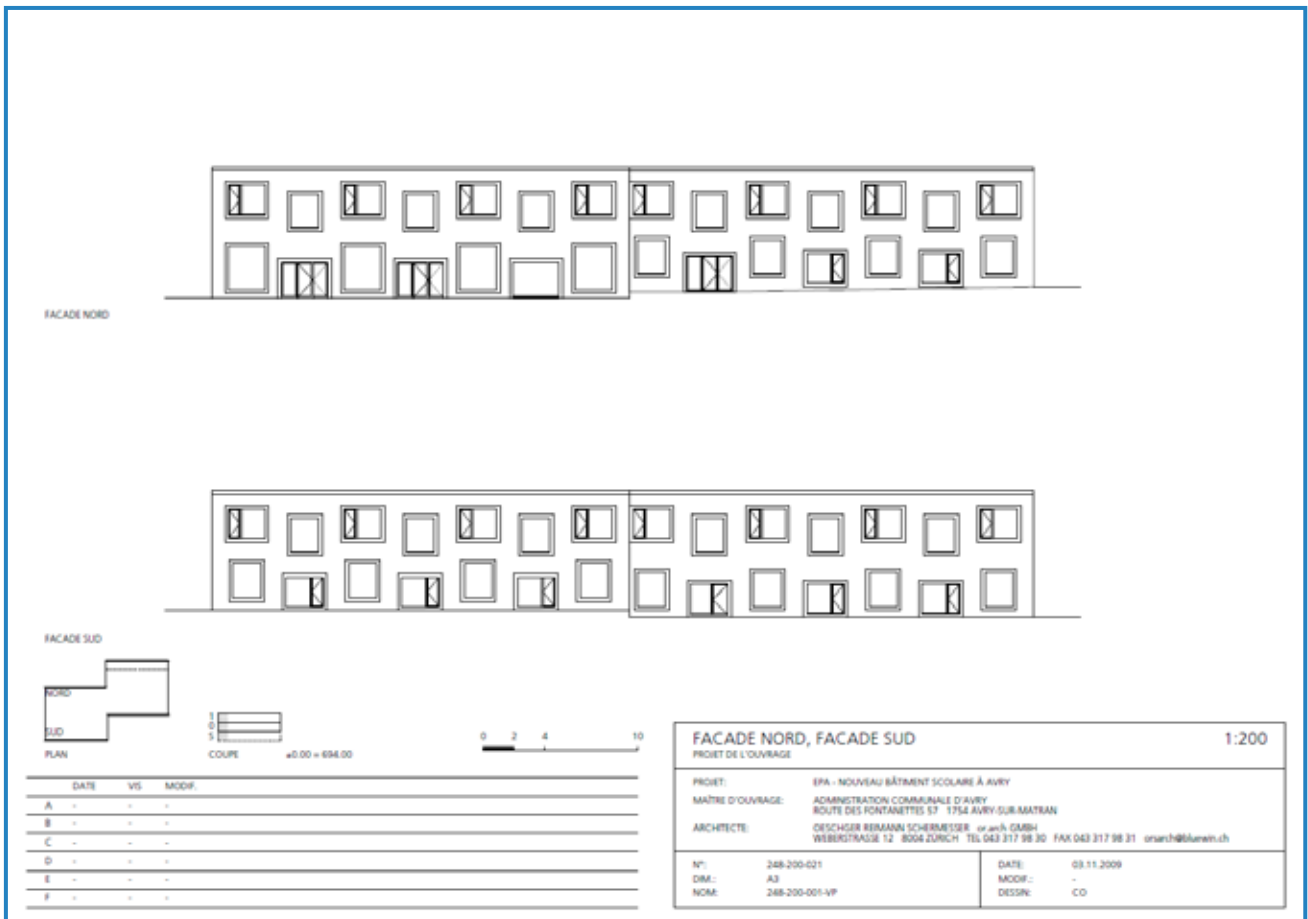 FACADE NORD
FACADE SUD
NORD
SUD
PLAN
1
0
S
COUPE ±0.00 = 694.00
0 2 4 10
DATE VIS MODIF.
A - - -
B - - -
C - - -
D - - -
E - - -
F - - -
FACADE NORD, FACADE SUD 1:200
PROJET DE L'OUVRAGE
PROJET: EPA - NOUVEAU BÂTIMENT SCOLAIRE À AVRY
MAÎTRE D'OUVRAGE: ADMINISTRATION COMMUNALE D'AVRY
ROUTE DES FONTANETTES 57 1754 AVRY-SUR-MATRAN
ARCHITECTE: OESCHGER REIMANN SCHERMESSER or.arch GMBH
WEBERSTRASSE 12 8004 ZÜRICH TEL 043 317 98 30 FAX 043 317 98 31 orsarch@bluewin.ch
N°: 248-200-021 DATE: 03.11.2009
DIM.: A3 MODIF.: -
NOM: 248-200-001-VP DESSIN: CO